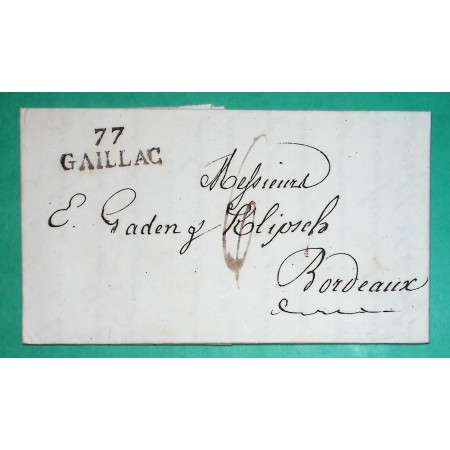 77
GAILLAC
Messieurs
E. Gaden & Klipsch
6
Bordeaux